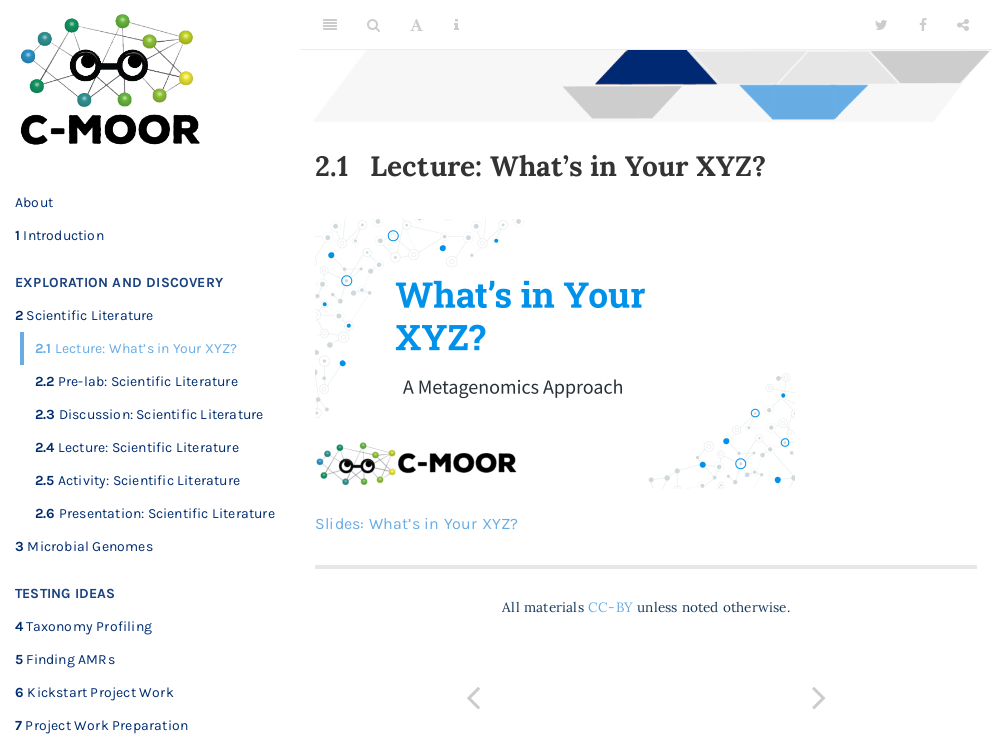 C-MOOR
About
1 Introduction
EXPLORATION AND DISCOVERY
2 Scientific Literature
2.1 Lecture: What's in Your XYZ?
2.2 Pre-lab: Scientific Literature
2.3 Discussion: Scientific Literature
2.4 Lecture: Scientific Literature
2.5 Activity: Scientific Literature
2.6 Presentation: Scientific Literature
3 Microbial Genomes
TESTING IDEAS
4 Taxonomy Profiling
5 Finding AMRs
6 Kickstart Project Work
7 Project Work Preparation
A
2.1 Lecture: What's in Your XYZ?
What's in Your
XYZ?
A Metagenomics Approach
C-MOOR
Slides: What's in Your XYZ?
All materials CC-BY unless noted otherwise.